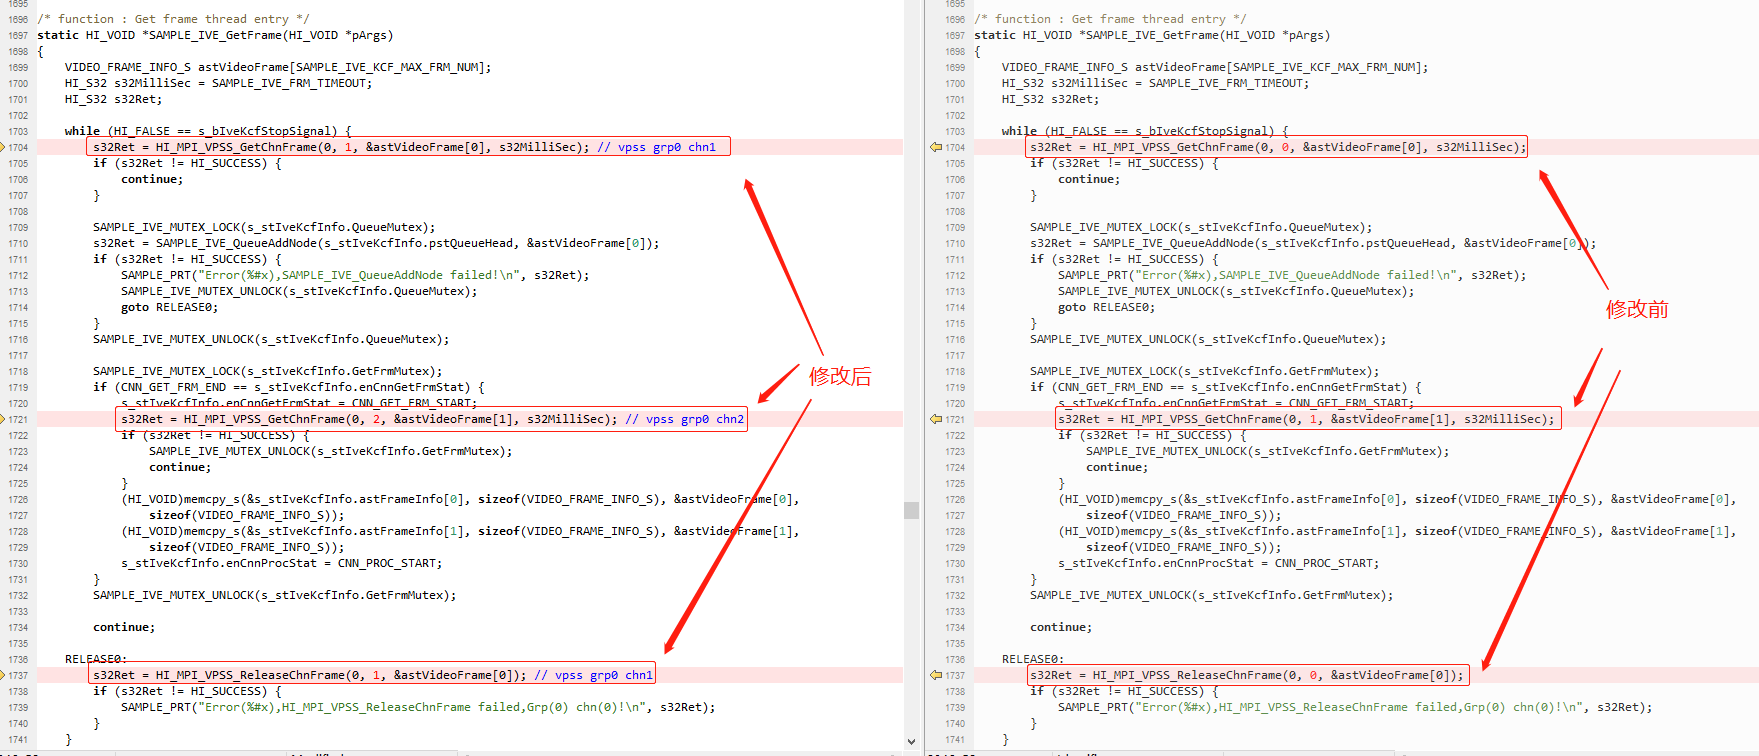 1695
1696 /* function : Get frame thread entry */
1697 static HI_VOID *SAMPLE_IVE_GetFrame(HI_VOID *pArgs)
1698 {
1699 VIDEO_FRAME_INFO_S astVideoFrame[SAMPLE_IVE_KCF_MAX_FRM_NUM];
1700 HI_S32 s32MilliSec = SAMPLE_IVE_FRM_TIMEOUT;
1701 HI_S32 s32Ret;
1702
1703 while (HI_FALSE == s_bIveKcfStopSignal) {
1704 s32Ret = HI_MPI_VPSS_GetChnFrame(0, 1, &astVideoFrame[0], s32MilliSec); // vpss grp0 chn1
1705 if (s32Ret != HI_SUCCESS) {
1706 continue;
1707 }
1708
1709 SAMPLE_IVE_MUTEX_LOCK(s_stIveKcfInfo.QueueMutex);
1710 s32Ret = SAMPLE_IVE_QueueAddNode(s_stIveKcfInfo.pstQueueHead, &astVideoFrame[0]);
1711 if (s32Ret != HI_SUCCESS) {
1712 SAMPLE_PRT("Error(%#x),SAMPLE_IVE_QueueAddNode failed!\n", s32Ret);
1713 SAMPLE_IVE_MUTEX_UNLOCK(s_stIveKcfInfo.QueueMutex);
1714 goto RELEASE0;
1715 }
1716 SAMPLE_IVE_MUTEX_UNLOCK(s_stIveKcfInfo.QueueMutex);
1717
1718 SAMPLE_IVE_MUTEX_LOCK(s_stIveKcfInfo.GetFrmMutex);
1719 if (CNN_GET_FRM_END == s_stIveKcfInfo.enCnnGetFrmStat) {
1720 s_stIveKcfInfo.enCnnGetFrmStat = CNN_GET_FRM_START;
1721 s32Ret = HI_MPI_VPSS_GetChnFrame(0, 2, &astVideoFrame[1], s32MilliSec); // vpss grp0 chn2
1722 if (s32Ret != HI_SUCCESS) {
1723 SAMPLE_IVE_MUTEX_UNLOCK(s_stIveKcfInfo.GetFrmMutex);
1724 continue;
1725 }
1726 (HI_VOID)memcpy_s(&s_stIveKcfInfo.astFrameInfo[0], sizeof(VIDEO_FRAME_INFO_S), &astVideoFrame[0],
1727 sizeof(VIDEO_FRAME_INFO_S));
1728 (HI_VOID)memcpy_s(&s_stIveKcfInfo.astFrameInfo[1], sizeof(VIDEO_FRAME_INFO_S), &astVideoFrame[1],
1729 sizeof(VIDEO_FRAME_INFO_S));
1730 s_stIveKcfInfo.enCnnProcStat = CNN_PROC_START;
1731 }
1732 SAMPLE_IVE_MUTEX_UNLOCK(s_stIveKcfInfo.GetFrmMutex);
1733
1734 continue;
1735
1736 RELEASE0:
1737 s32Ret = HI_MPI_VPSS_ReleaseChnFrame(0, 1, &astVideoFrame[0]); // vpss grp0 chn1
1738 if (s32Ret != HI_SUCCESS) {
1739 SAMPLE_PRT("Error(%#x),HI_MPI_VPSS_ReleaseChnFrame failed,Grp(0) chn(0)!\n", s32Ret);
1740 }
1741 }
修改后
1695
1696 /* function : Get frame thread entry */
1697 static HI_VOID *SAMPLE_IVE_GetFrame(HI_VOID *pArgs)
1698 {
1699 VIDEO_FRAME_INFO_S astVideoFrame[SAMPLE_IVE_KCF_MAX_FRM_NUM];
1700 HI_S32 s32MilliSec = SAMPLE_IVE_FRM_TIMEOUT;
1701 HI_S32 s32Ret;
1702
1703 while (HI_FALSE == s_bIveKcfStopSignal) {
1704 s32Ret = HI_MPI_VPSS_GetChnFrame(0, 0, &astVideoFrame[0], s32MilliSec);
1705 if (s32Ret != HI_SUCCESS) {
1706 continue;
1707 }
1708
1709 SAMPLE_IVE_MUTEX_LOCK(s_stIveKcfInfo.QueueMutex);
1710 s32Ret = SAMPLE_IVE_QueueAddNode(s_stIveKcfInfo.pstQueueHead, &astVideoFrame[0]);
1711 if (s32Ret != HI_SUCCESS) {
1712 SAMPLE_PRT("Error(%#x),SAMPLE_IVE_QueueAddNode failed!\n", s32Ret);
1713 SAMPLE_IVE_MUTEX_UNLOCK(s_stIveKcfInfo.QueueMutex);
1714 goto RELEASE0;
1715 }
1716 SAMPLE_IVE_MUTEX_UNLOCK(s_stIveKcfInfo.QueueMutex);
1717
1718 SAMPLE_IVE_MUTEX_LOCK(s_stIveKcfInfo.GetFrmMutex);
1719 if (CNN_GET_FRM_END == s_stIveKcfInfo.enCnnGetFrmStat) {
1720 s_stIveKcfInfo.enCnnGetFrmStat = CNN_GET_FRM_START;
1721 s32Ret = HI_MPI_VPSS_GetChnFrame(0, 1, &astVideoFrame[1], s32MilliSec);
1722 if (s32Ret != HI_SUCCESS) {
1723 SAMPLE_IVE_MUTEX_UNLOCK(s_stIveKcfInfo.GetFrmMutex);
1724 continue;
1725 }
1726 (HI_VOID)memcpy_s(&s_stIveKcfInfo.astFrameInfo[0], sizeof(VIDEO_FRAME_INFO_S), &astVideoFrame[0],
1727 sizeof(VIDEO_FRAME_INFO_S));
1728 (HI_VOID)memcpy_s(&s_stIveKcfInfo.astFrameInfo[1], sizeof(VIDEO_FRAME_INFO_S), &astVideoFrame[1],
1729 sizeof(VIDEO_FRAME_INFO_S));
1730 s_stIveKcfInfo.enCnnProcStat = CNN_PROC_START;
1731 }
1732 SAMPLE_IVE_MUTEX_UNLOCK(s_stIveKcfInfo.GetFrmMutex);
1733
1734 continue;
1735
1736 RELEASE0:
1737 s32Ret = HI_MPI_VPSS_ReleaseChnFrame(0, 0, &astVideoFrame[0]);
1738 if (s32Ret != HI_SUCCESS) {
1739 SAMPLE_PRT("Error(%#x),HI_MPI_VPSS_ReleaseChnFrame failed,Grp(0) chn(0)!\n", s32Ret);
1740 }
1741 }
修改前